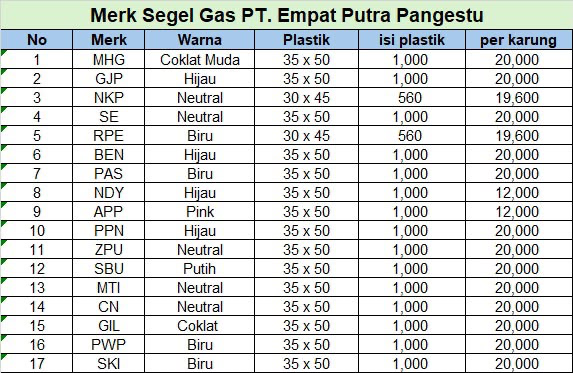 Merk Segel Gas PT. Empat Putra Pangestu
No Merk Warna Plastik isi plastik per karung
1 MHG Coklat Muda 35 x 50 1,000 20,000
2 GJP Hijau 35 x 50 1,000 20,000
3 NKP Neutral 30 x 45 560 19,600
4 SE Neutral 35 x 50 1,000 20,000
5 RPE Biru 30 x 45 560 19,600
6 BEN Hijau 35 x 50 1,000 20,000
7 PAS Biru 35 x 50 1,000 20,000
8 NDY Hijau 35 x 50 1,000 12,000
9 APP Pink 35 x 50 1,000 12,000
10 PPN Hijau 35 x 50 1,000 20,000
11 ZPU Neutral 35 x 50 1,000 20,000
12 SBU Putih 35 x 50 1,000 20,000
13 MTI Neutral 35 x 50 1,000 20,000
14 CN Neutral 35 x 50 1,000 20,000
15 GIL Coklat 35 x 50 1,000 20,000
16 PWP Biru 35 x 50 1,000 20,000
17 SKI Biru 35 x 50 1,000 20,000